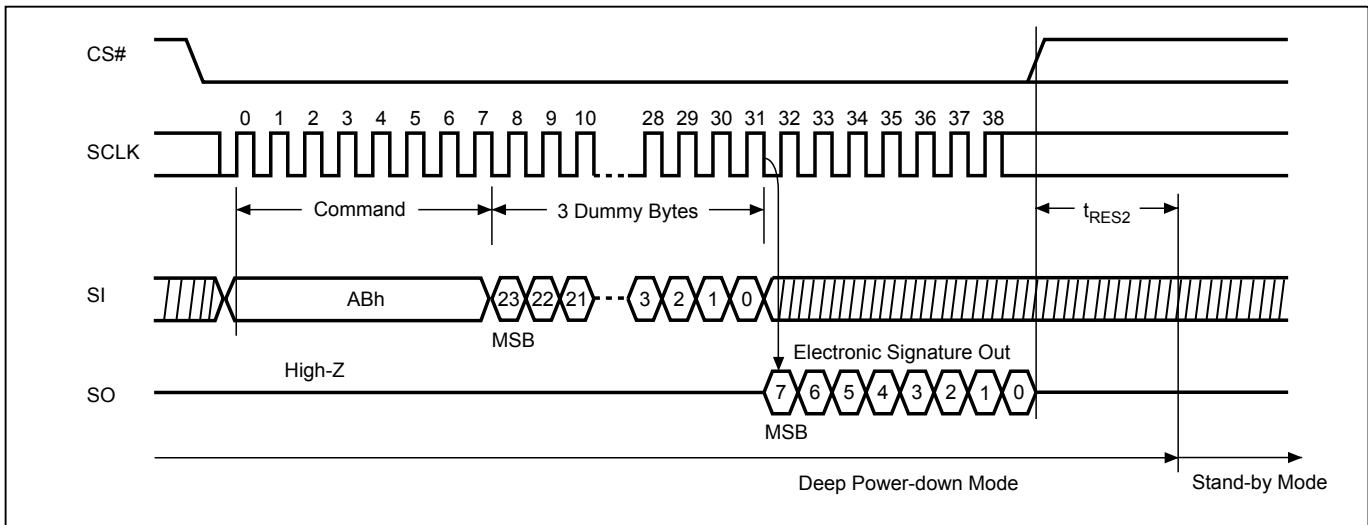 CS#
0 1 2 3 4 5 6 7 8 9 10 28 29 30 31 32 33 34 35 36 37 38
SCLK
Command 3 Dummy Bytes tRES2
SI ABh 23 22 21 3 2 1 0
MSB
Electronic Signature Out
High-Z
SO 7 6 5 4 3 2 1 0
MSB
Deep Power-down Mode Stand-by Mode